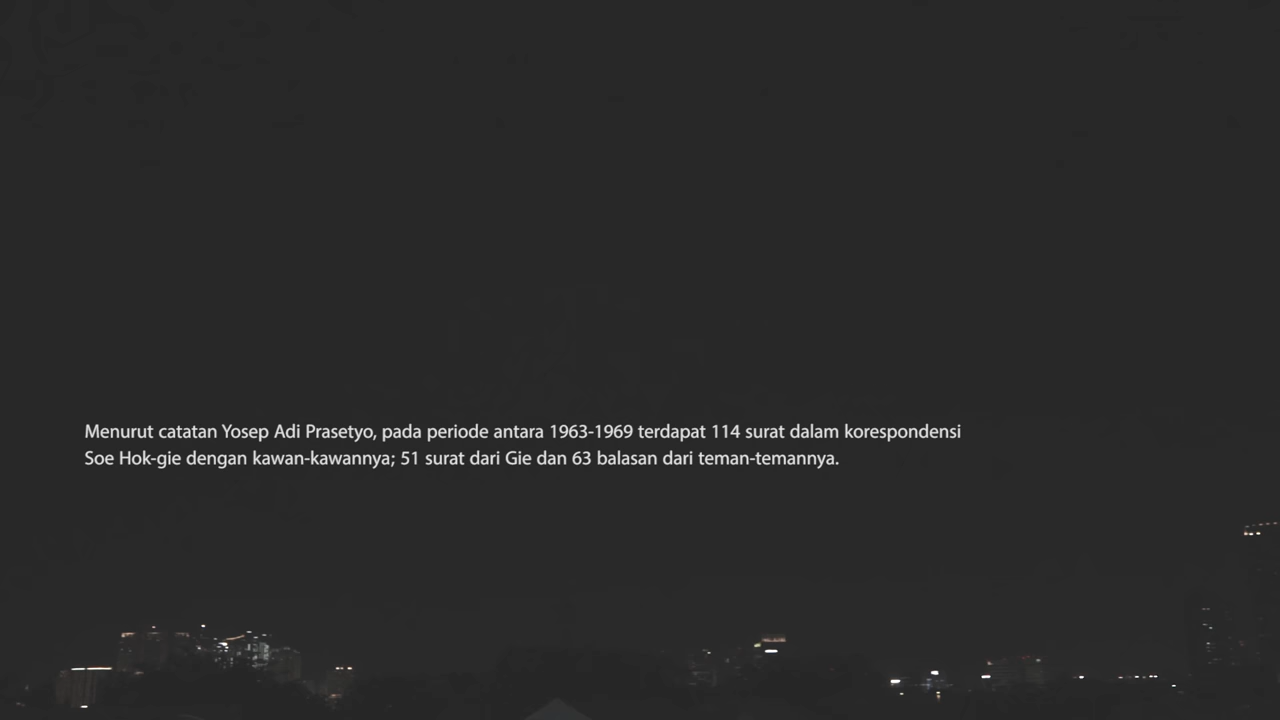 Menurut catatan Yosep Adi Prasetyo, pada periode antara 1963-1969 terdapat 114 surat dalam korespondensi
Soe Hok-gie dengan kawan-kawannya; 51 surat dari Gie dan 63 balasan dari teman-temannya.